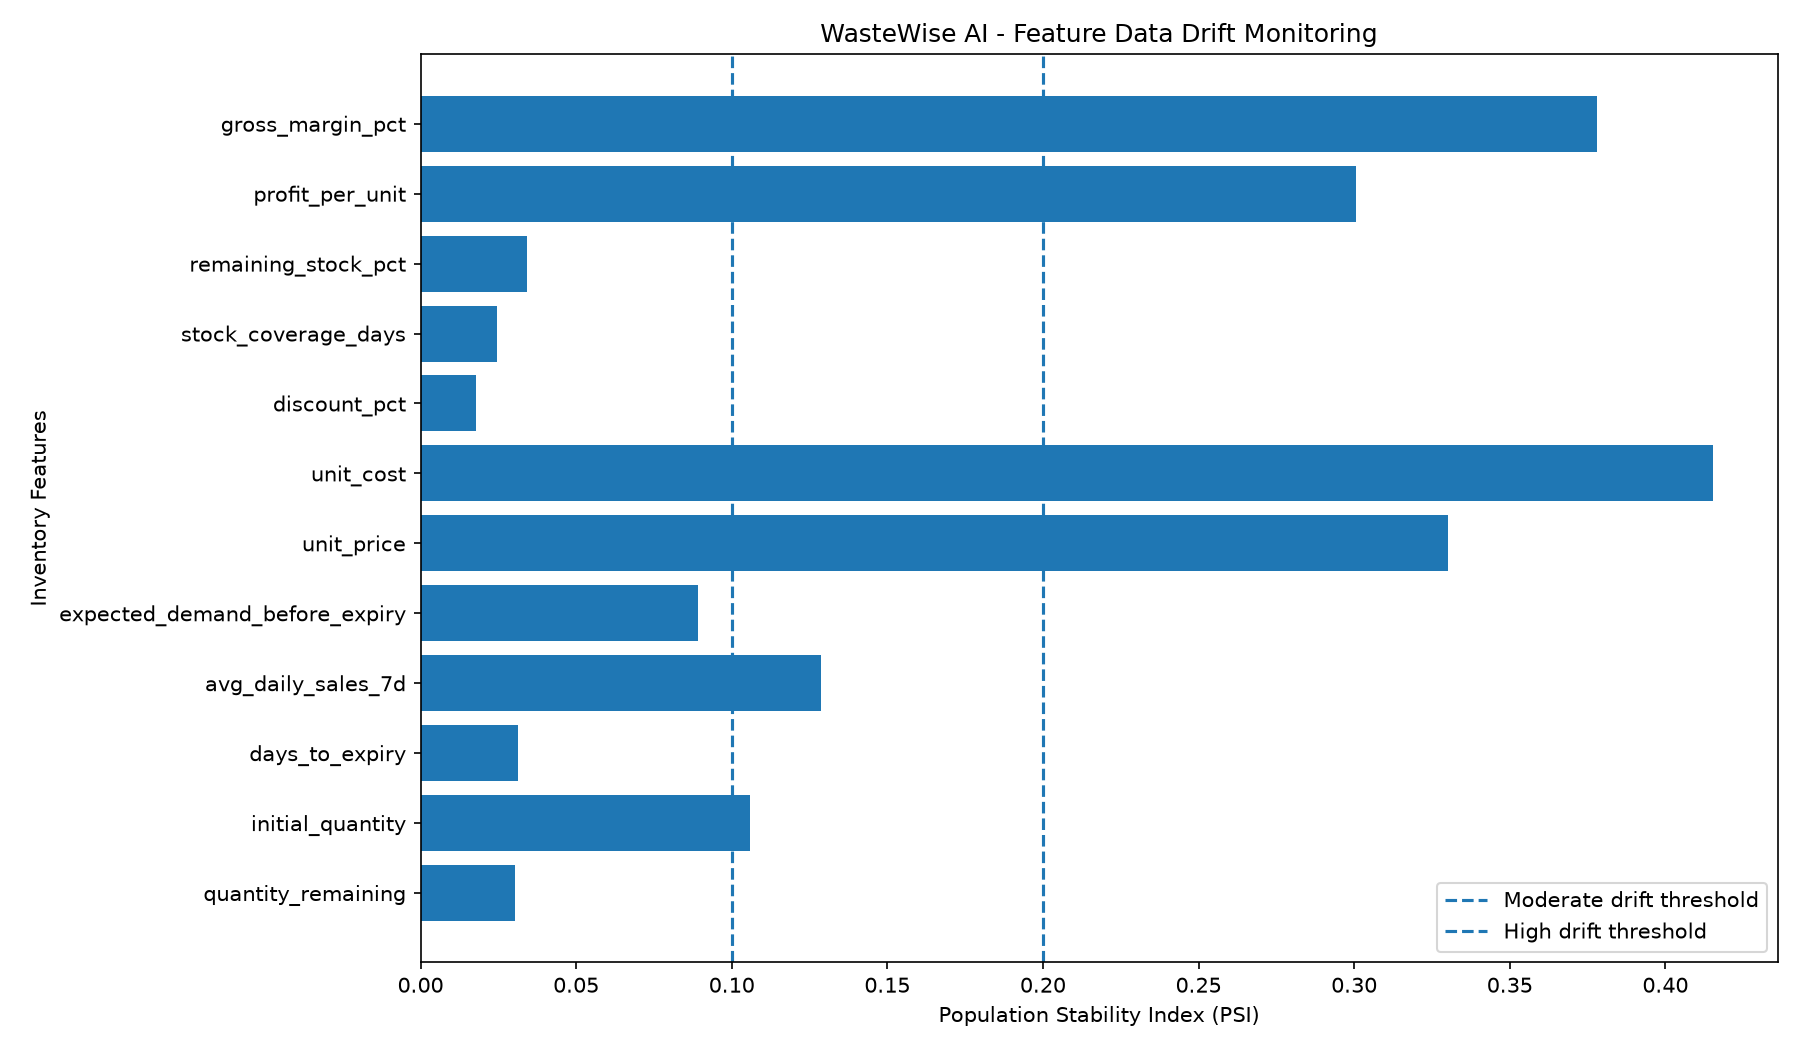 WasteWise AI - Feature Data Drift Monitoring
gross_margin_pct
profit_per_unit
remaining_stock_pct
stock_coverage_days
discount_pct
unit_cost
unit_price
expected_demand_before_expiry
avg_daily_sales_7d
days_to_expiry
initial_quantity
quantity_remaining
Inventory Features
Moderate drift threshold
High drift threshold
0.00 0.05 0.10 0.15 0.20 0.25 0.30 0.35 0.40
Population Stability Index (PSI)